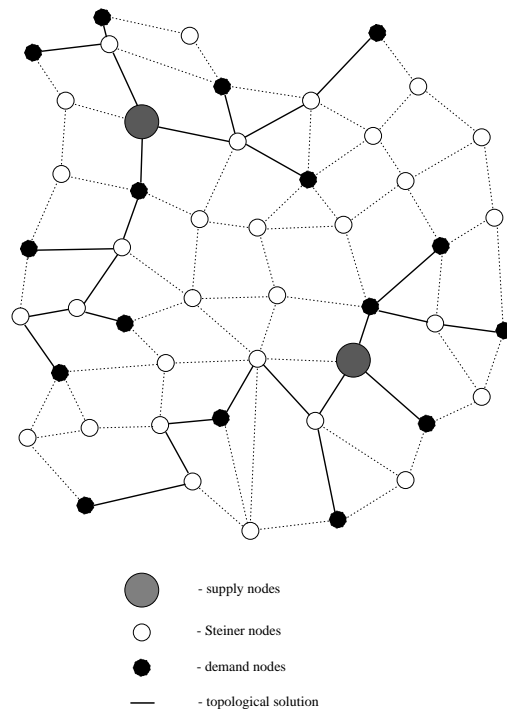 - supply nodes
- Steiner nodes
- demand nodes
- topological solution